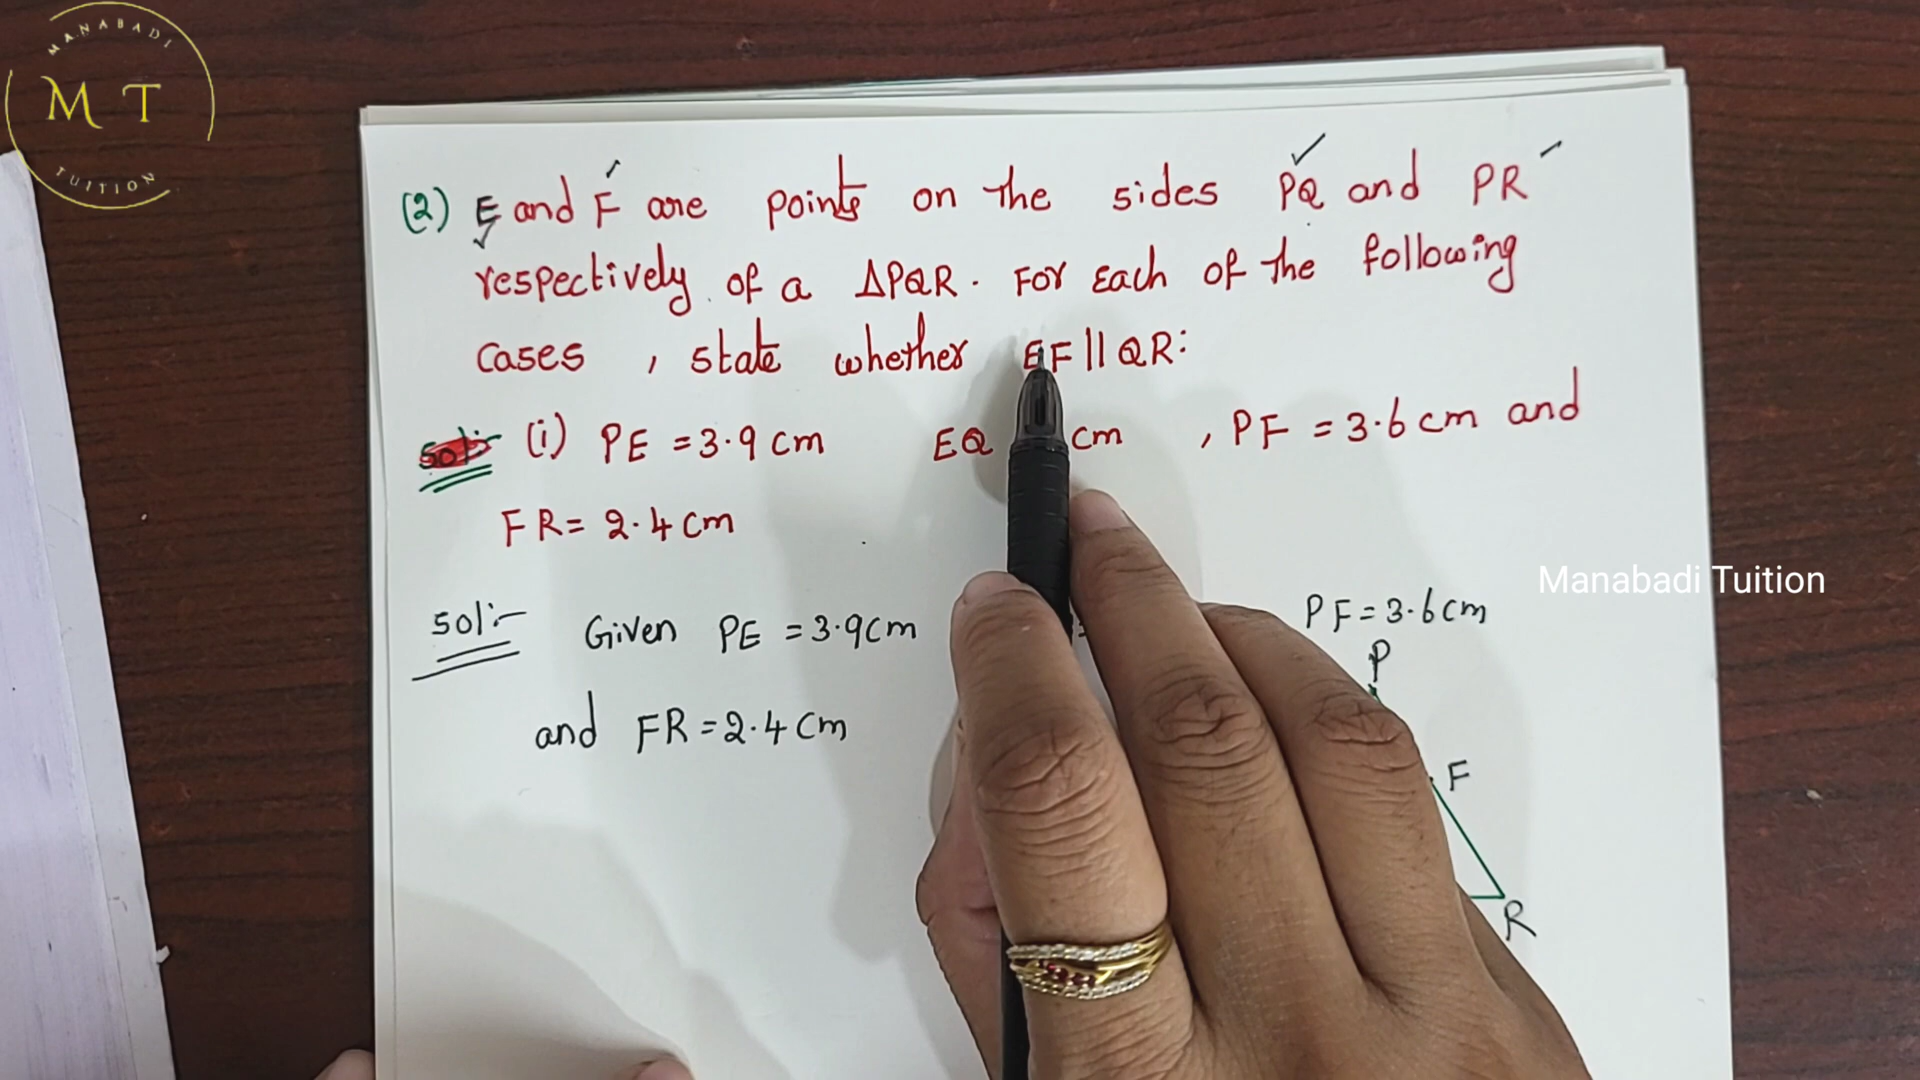 MANABADI
MT
TUITION
(2) E and F are points on the sides PQ and PR
respectively of a ΔPQR. For Each of the following
cases, state whether EF || QR:
(i) PE = 3.9 cm EQ cm , PF = 3.6 cm and
FR = 2.4 cm
Manabadi Tuition
Sol:- Given PE = 3.9cm PF = 3.6cm
P
and FR = 2.4 cm
F
R